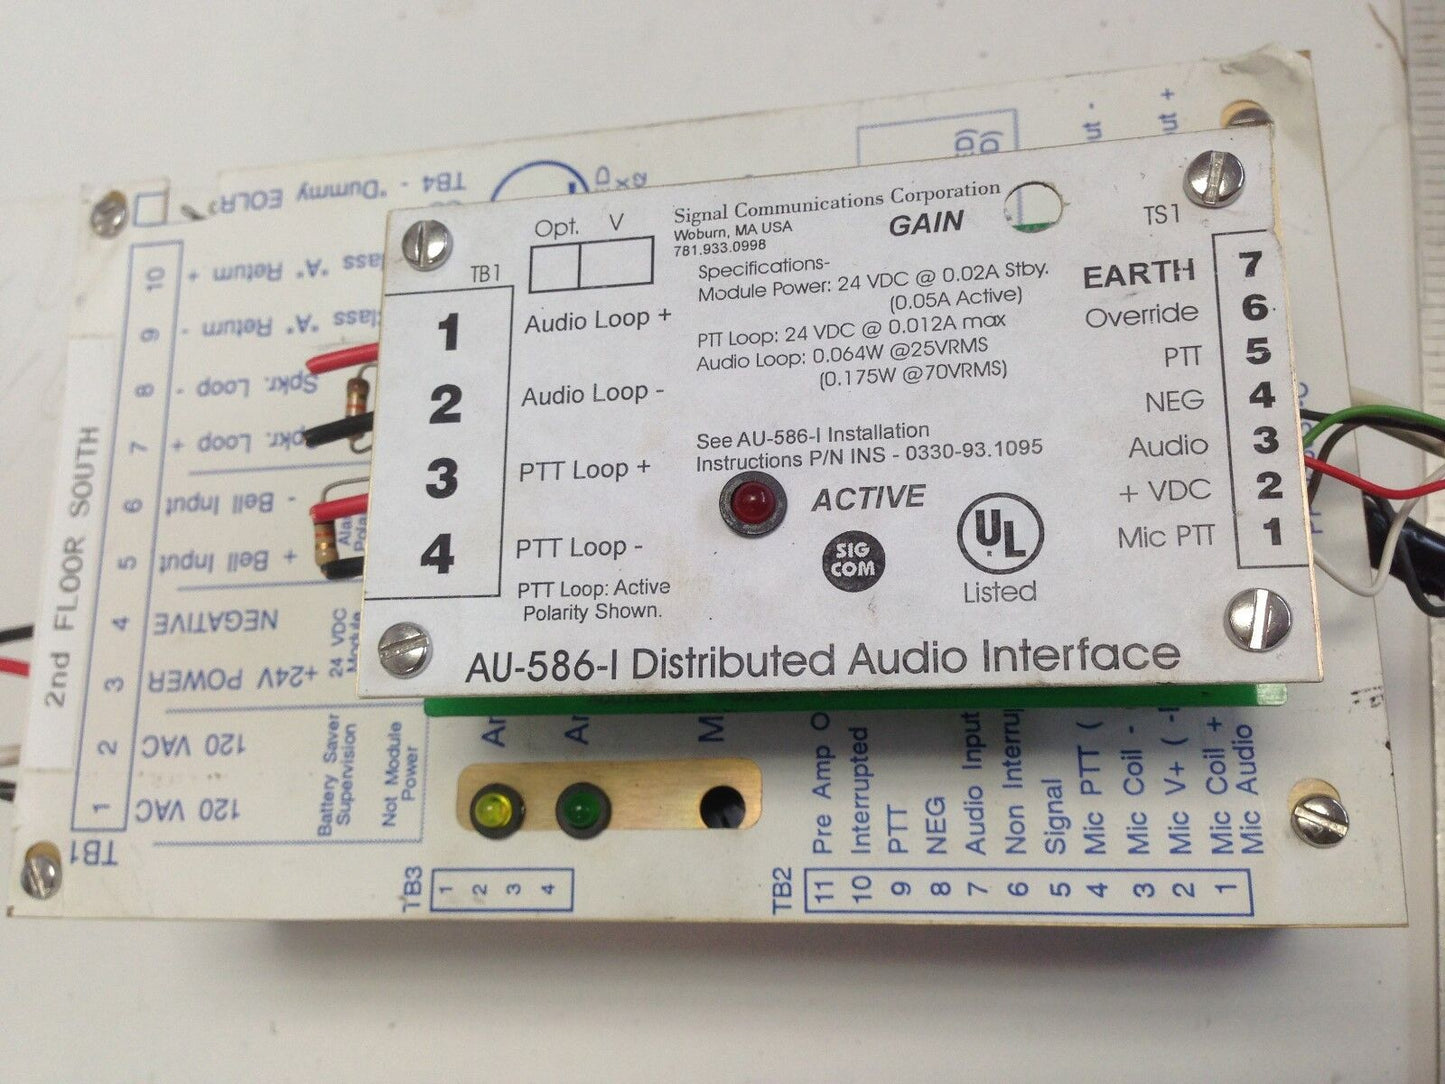 Signal Communications Corporation
Woburn, MA USA
781.933.0998
GAIN
Opt. V
TB1
TS1
Specifications-
Module Power: 24 VDC @ 0.02A Stby.
(0.05A Active)
PTT Loop: 24 VDC @ 0.012A max
Audio Loop: 0.064W @25VRMS
(0.175W @70VRMS)
See AU-586-I Installation
Instructions P/N INS - 0330-93.1095
ACTIVE
SIG
COM
UL
R
Listed
1 Audio Loop +
2 Audio Loop -
3 PTT Loop +
4 PTT Loop -
PTT Loop: Active
Polarity Shown.
EARTH 7
Override 6
PTT 5
NEG 4
Audio 3
+ VDC 2
Mic PTT 1
AU-586-I Distributed Audio Interface
2nd FLOOR SOUTH
TB4 - "Dummy EOLR"
10 "A" Return +
9 "A" Return -
8 Spkr. Loop -
7 Loop +
6 Bell Input -
5 Bell Input +
4 NEGATIVE
3 +24V POWER
24 VDC
Module
2 120 VAC
1 120 VAC
TB1
Battery Saver
Supervision
Not Module
Power
TB3
1
2
3
4
TB2
11 Pre Amp
10 Interrupted
9 PTT
8 NEG
7 Audio Input
6 Non
5 Signal
4 Mic PTT (
3 Mic Coil -
2 Mic V+ (
1 Mic Coil +
Mic Audio